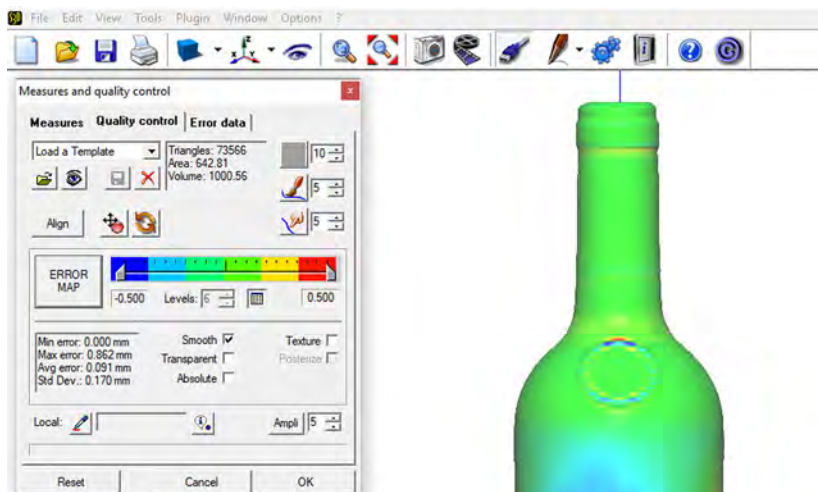 File Edit View Tools Plugin Window Options ?
Measures and quality control
Measures Quality control Error data
Load a Template
Triangles: 73566
Area: 642.81
Volume: 1000.56
10
5
5
Align
ERROR
MAP
-0.500 Levels: 6 0.500
Min error: 0.000 mm
Max error: 0.862 mm
Avg error: 0.091 mm
Std Dev.: 0.170 mm
Smooth
Transparent
Absolute
Texture
Posterize
Local: Ampli 5
Reset Cancel OK